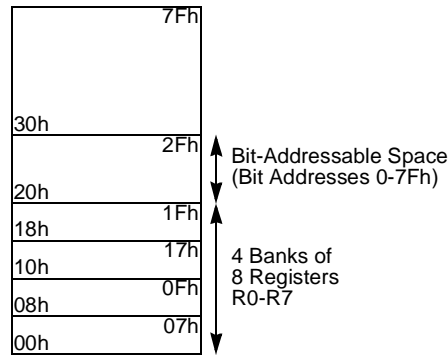 7Fh
30h
2Fh
Bit-Addressable Space
(Bit Addresses 0-7Fh)
20h
1Fh
18h
17h
4 Banks of
8 Registers
R0-R7
10h
0Fh
08h
07h
00h